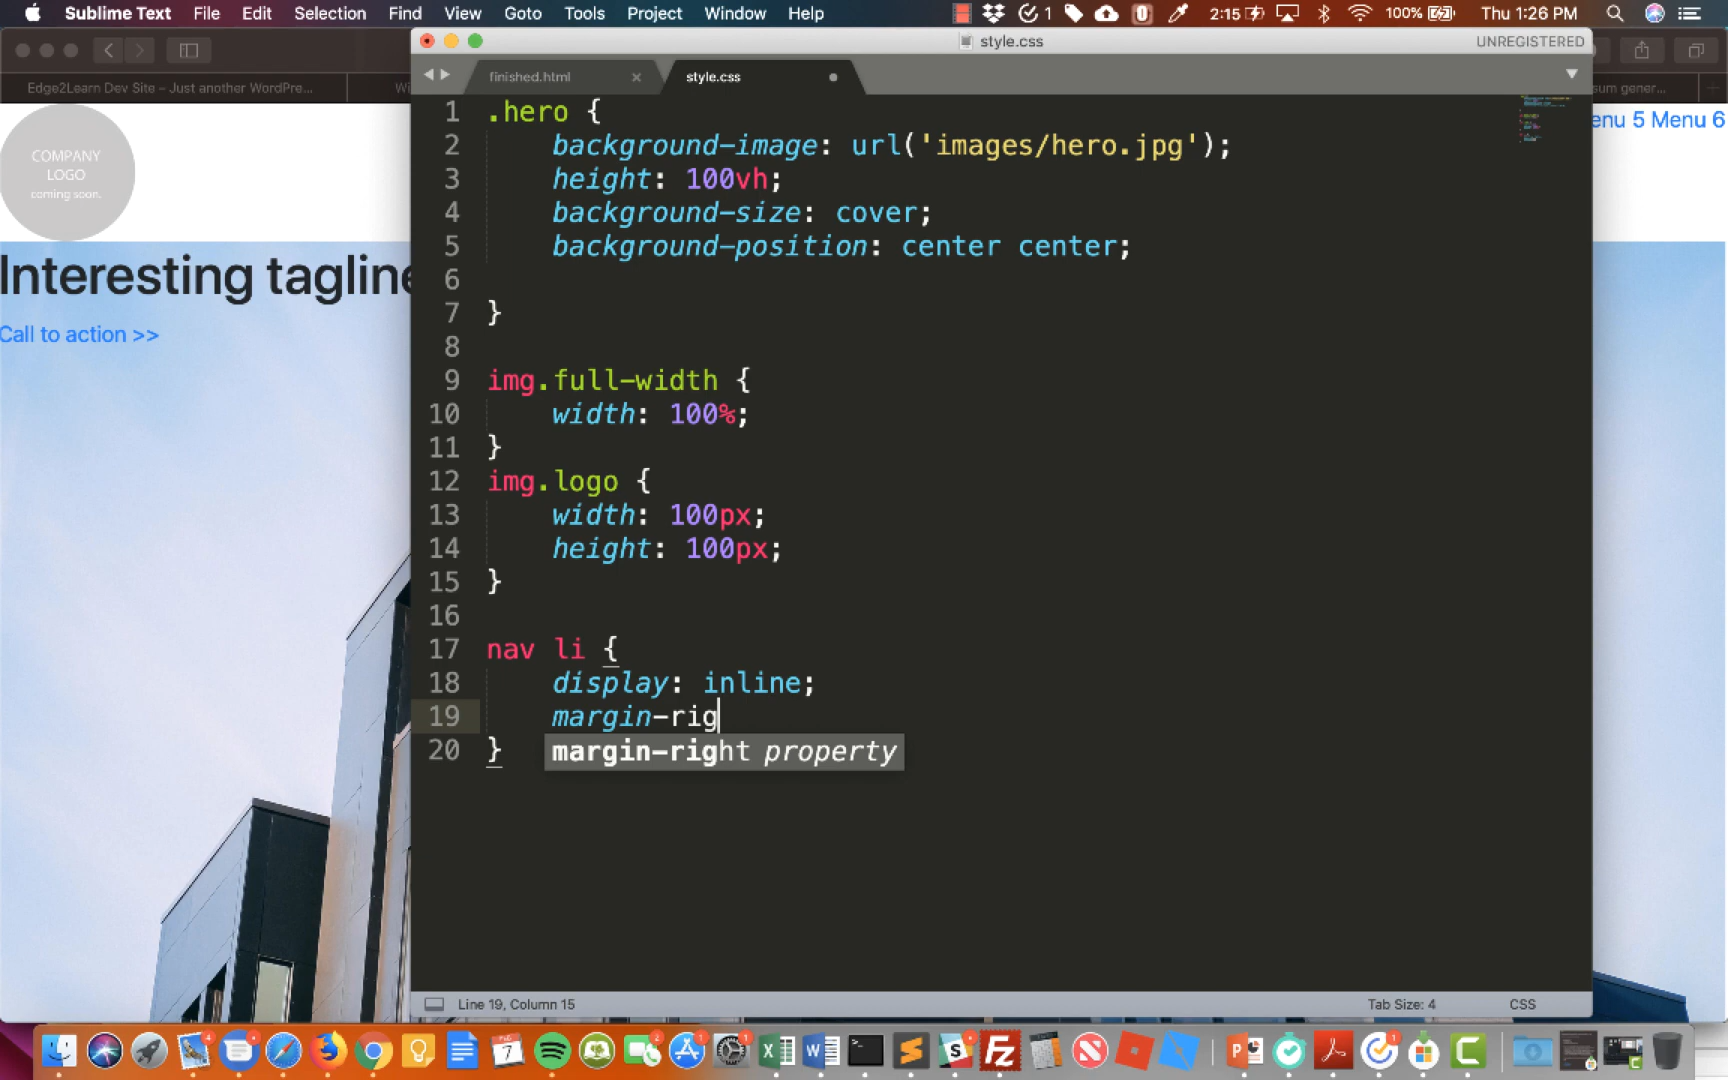 Sublime Text File Edit Selection Find View Goto Tools Project Window Help 1 2:15 100% Thu 1:26 PM
style.css UNREGISTERED
finished.html style.css
Edge2Learn Dev Site – Just another WordPre...
sum gener...
enu 5 Menu 6
COMPANY
LOGO
coming soon.
Interesting tagline
Call to action >>
1 .hero {
2 background-image: url('images/hero.jpg');
3 height: 100vh;
4 background-size: cover;
5 background-position: center center;
6
7 }
8
9 img.full-width {
10 width: 100%;
11 }
12 img.logo {
13 width: 100px;
14 height: 100px;
15 }
16
17 nav li {
18 display: inline;
19 margin-rig
20 }
margin-right property
Line 19, Column 15 Tab Size: 4 CSS